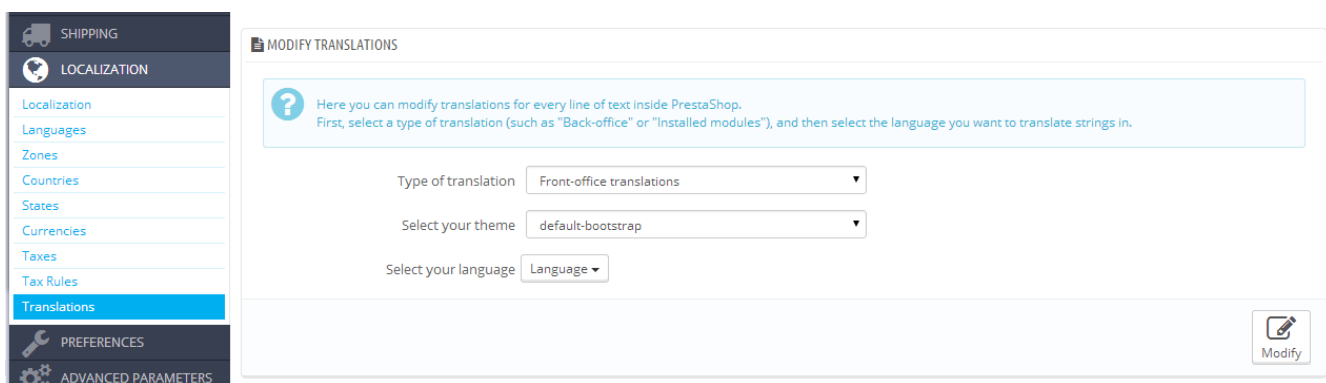 SHIPPING
LOCALIZATION
Localization
Languages
Zones
Countries
States
Currencies
Taxes
Tax Rules
Translations
PREFERENCES
ADVANCED PARAMETERS
MODIFY TRANSLATIONS
Here you can modify translations for every line of text inside PrestaShop.
First, select a type of translation (such as "Back-office" or "Installed modules"), and then select the language you want to translate strings in.
Type of translation Front-office translations
Select your theme default-bootstrap
Select your language Language
Modify